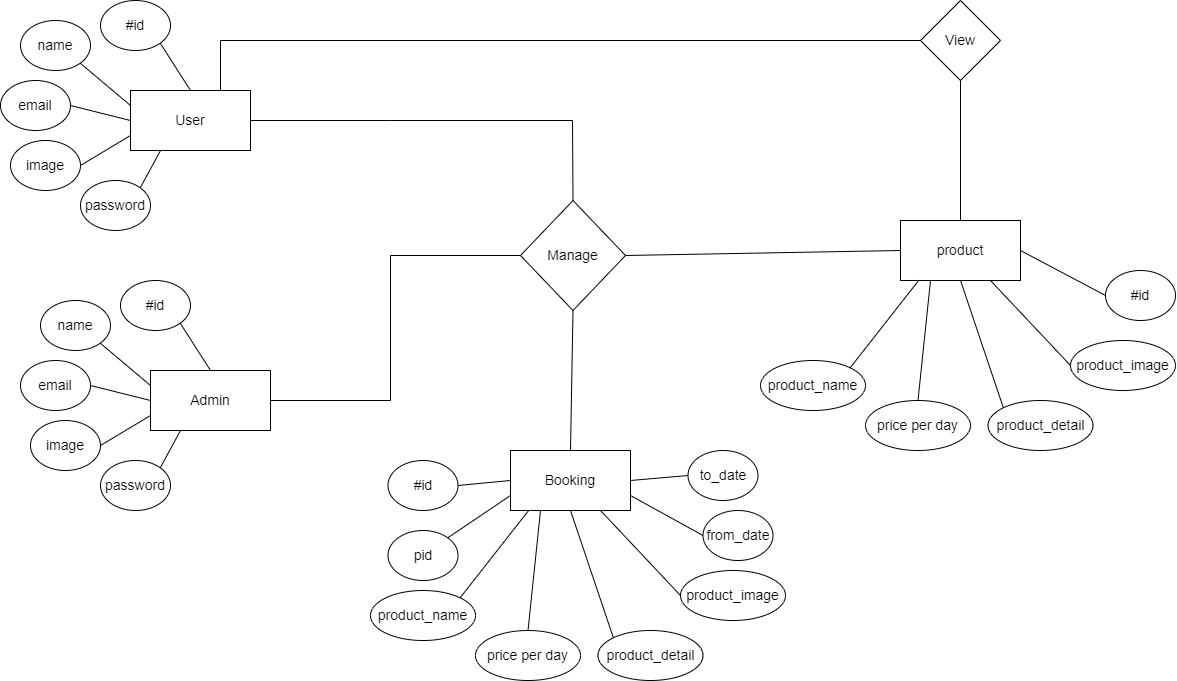 #id
name
email
image
password
User
View
Manage
product
#id
product_image
product_name
price per day
product_detail
#id
name
email
image
password
Admin
Booking
#id
pid
product_name
price per day
product_detail
product_image
from_date
to_date